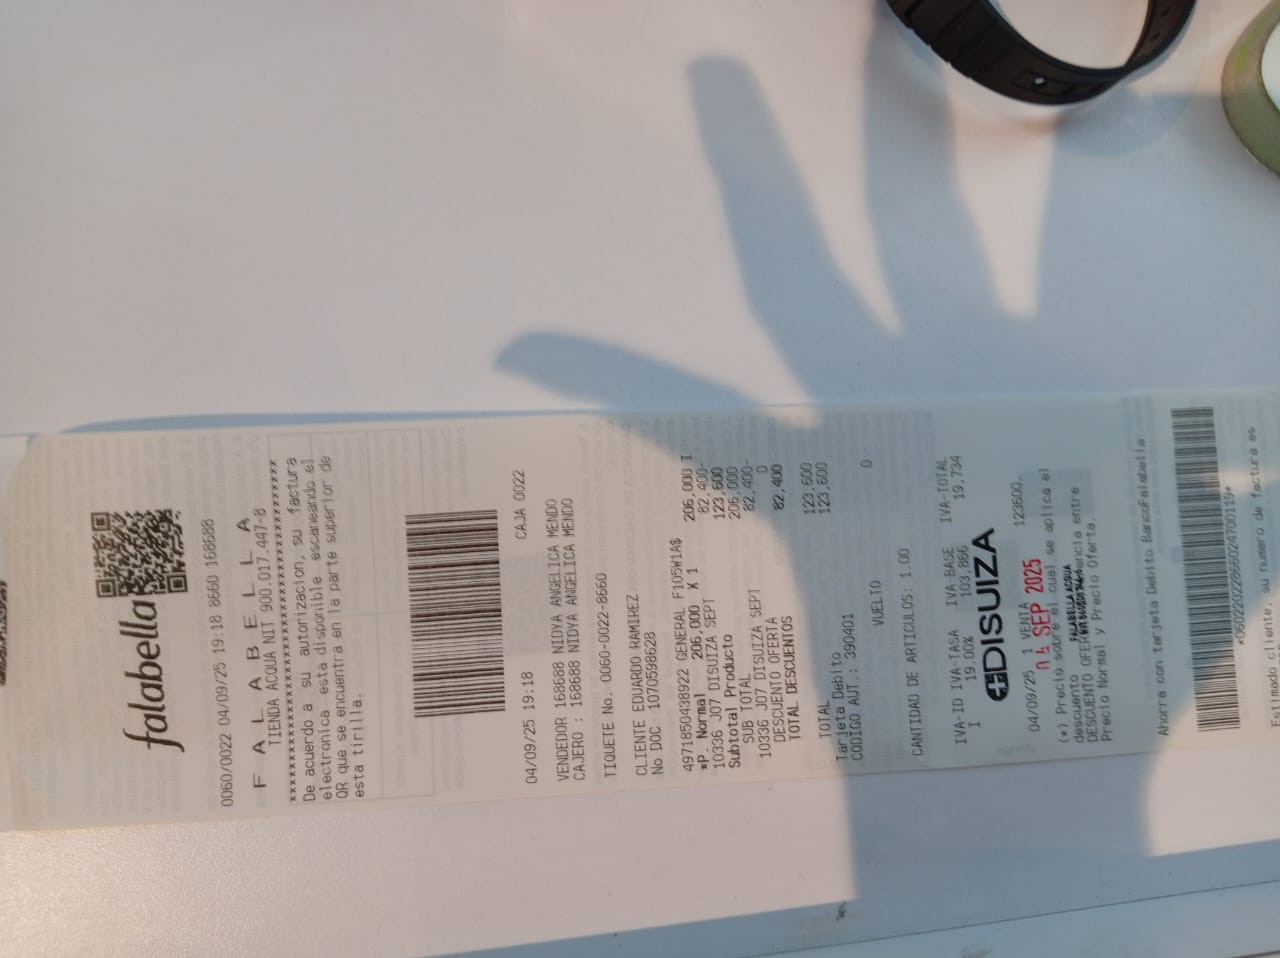 falabella
0060/0022 04/09/25 19:18 8660 168688
F A L A B E L L A
TIENDA ACQUA NIT 900.017.447-8
De acuerdo a su autorizacion, su factura
electronica esta disponible escaneando el
QR que se encuentra en la parte superior de
esta tirilla.
04/09/25 19:18 CAJA 0022
VENDEDOR 168688 NIDYA ANGELICA MENDO
CAJERO : 168688 NIDYA ANGELICA MENDO
TIQUETE No. 0060-0022-8660
CLIENTE EDUARDO RAMIREZ
No DOC 1070598628
4971850438922 GENERAL F105W1A$
*P. Normal 206,000 X 1 206,000 I
10336 J07 DISUIZA SEPT 82,400-
Subtotal Producto 123,600
SUB TOTAL 206,000
10336 J07 DISUIZA SEPT 82,400-
DESCUENTO OFERTA 0
TOTAL DESCUENTOS 82,400
TOTAL 123,600
Tarjeta Debito 123,600
CODIGO AUT.: 390401
VUELTO 0
CANTIDAD DE ARTICULOS: 1.00
IVA-ID IVA-TASA IVA-BASE IVA-TOTAL
I 19.00% 103,866 19,734
DISUIZA
04/09/25 1 VENTA 123600.
SEP 2025
(*) Precio sobre el cual se aplica el
descuento
FALABELLA ACQUA
DESCUENTO entre
Precio Normal y Precio Oferta.
Ahorra con tarjeta Debito BancoFalabella
Estimado cliente, su numero de factura es